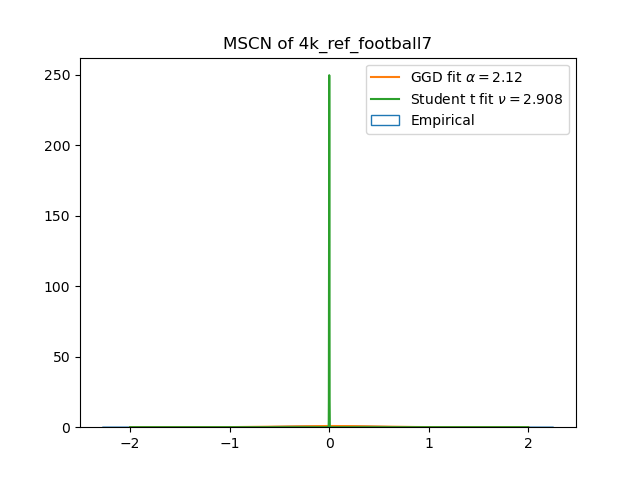 MSCN of 4k_ref_football7
GGD fit α = 2.12
Student t fit ν = 2.908
Empirical
250
200
150
100
50
0
−2
−1
0
1
2